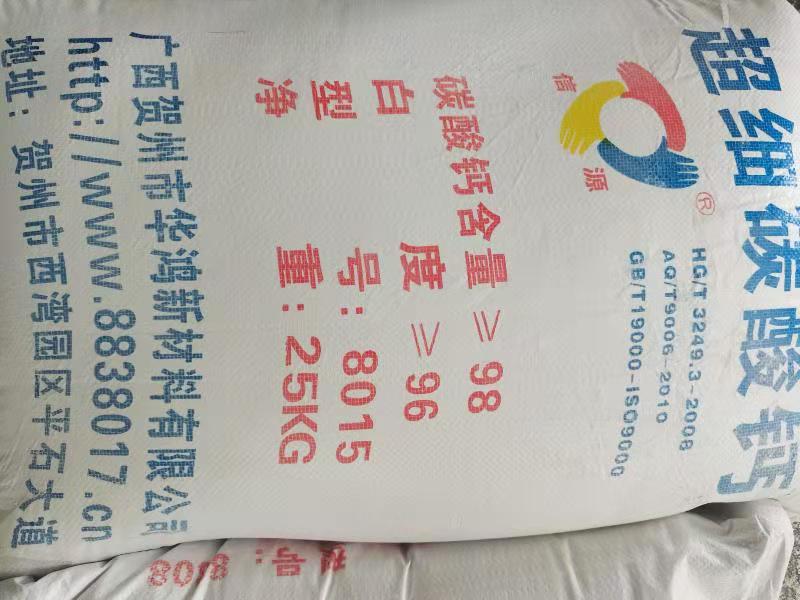 超细碳酸钙
信源
®
HG/T 3249.3-2008
AQ/T9006-2010
GB/T19000-ISO9000
碳酸钙含量≥98
白度≥96
型号：8015
净重：25KG
广西贺州市华鸿新材料有限公司
http://www.8838017.cn
地址：贺州市西湾园区平石大道
808